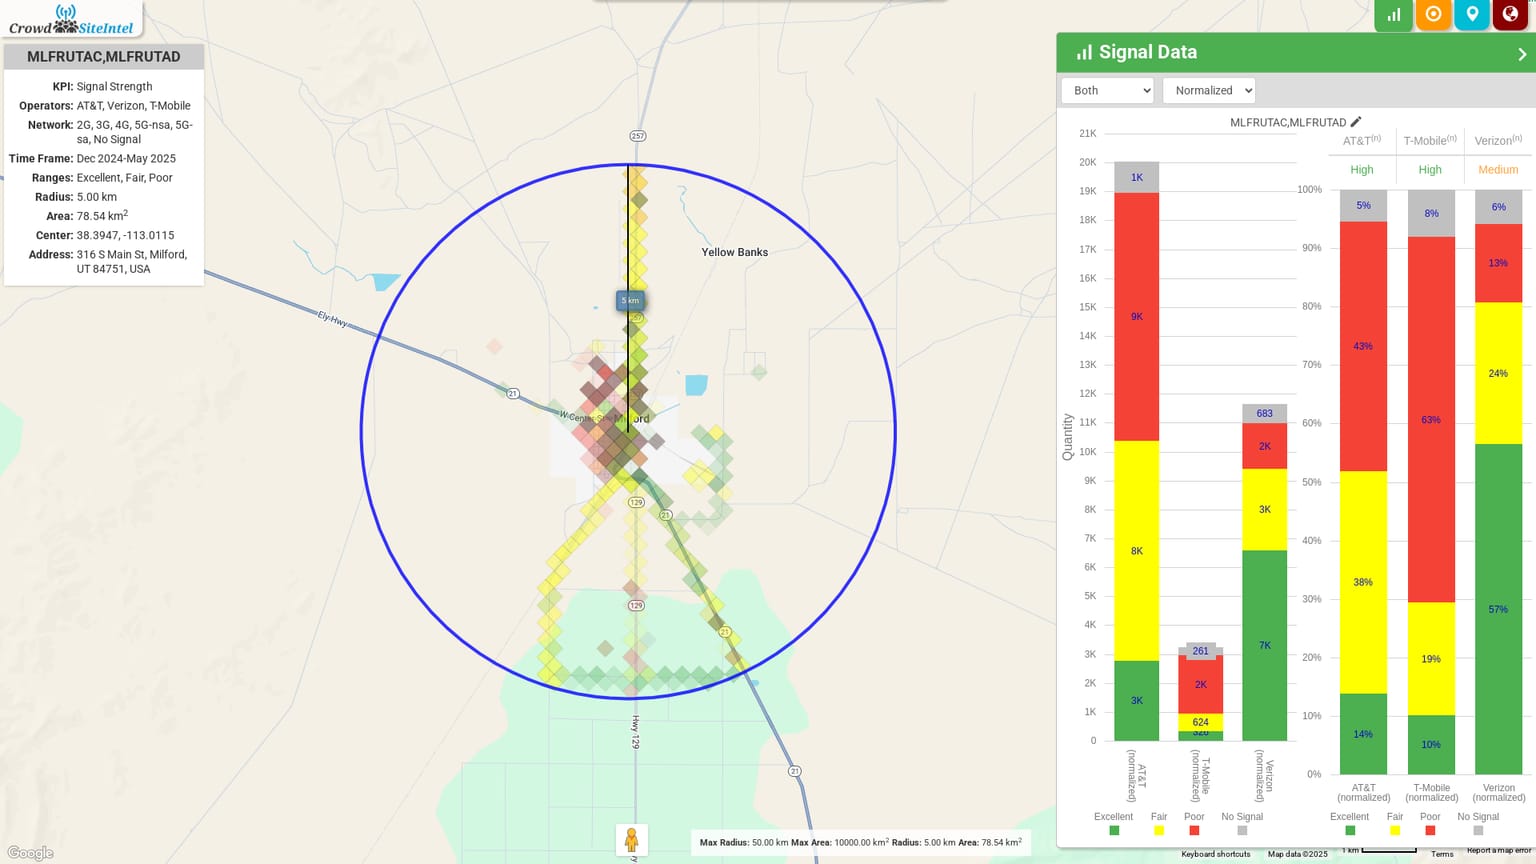 CrowdSiteIntel
MLFRUTAC,MLFRUTAD
KPI: Signal Strength
Operators: AT&T, Verizon, T-Mobile
Network: 2G, 3G, 4G, 5G-nsa, 5G-
sa, No Signal
Time Frame: Dec 2024-May 2025
Ranges: Excellent, Fair, Poor
Radius: 5.00 km
Area: 78.54 km2
Center: 38.3947, -113.0115
Address: 316 S Main St, Milford,
UT 84751, USA
257
Yellow Banks
5 km
257
Ely Hwy
21
W Center St
Milford
129
21
129
21
Hwy 129
21
Google
Max Radius: 50.00 km Max Area: 10000.00 km2 Radius: 5.00 km Area: 78.54 km2
Signal Data
Both
Normalized
MLFRUTAC,MLFRUTAD
Quantity
21K
20K
19K
18K
17K
16K
15K
14K
13K
12K
11K
10K
9K
8K
7K
6K
5K
4K
3K
2K
1K
0
1K
9K
8K
3K
261
2K
624
326
683
2K
3K
7K
AT&T
(normalized)
T-Mobile
(normalized)
Verizon
(normalized)
Excellent
Fair
Poor
No Signal
AT&T(n)
T-Mobile(n)
Verizon(n)
High
High
Medium
100%
90%
80%
70%
60%
50%
40%
30%
20%
10%
0%
5%
43%
38%
14%
8%
63%
19%
10%
6%
13%
24%
57%
AT&T
(normalized)
T-Mobile
(normalized)
Verizon
(normalized)
Excellent
Fair
Poor
No Signal
Keyboard shortcuts
Map data ©2025
1 km
Terms
Report a map error